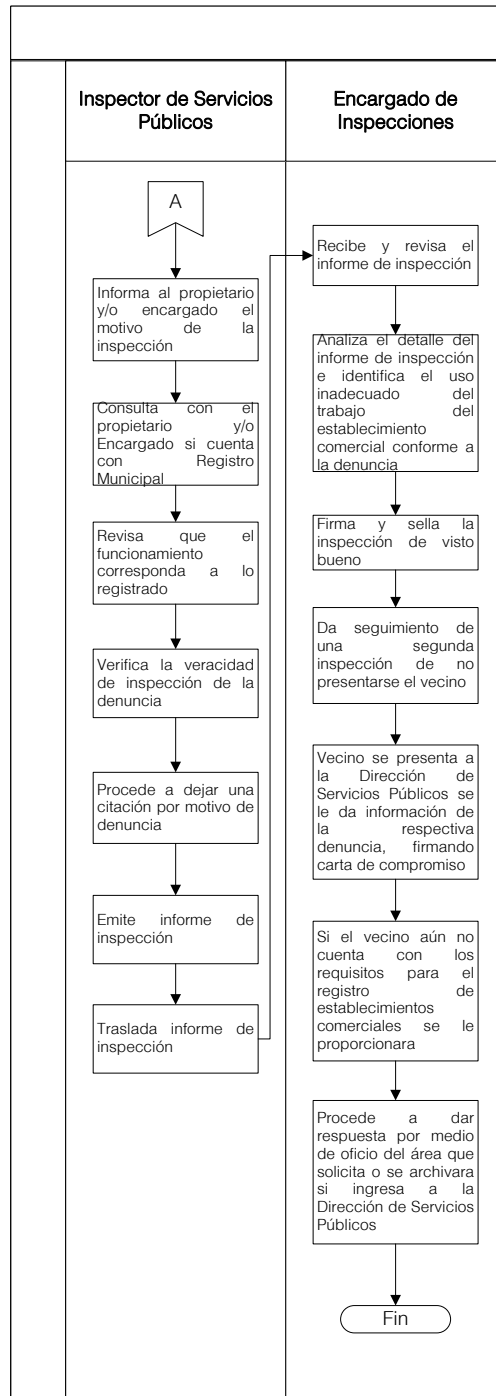 Inspector de Servicios
Públicos
Encargado de
Inspecciones
A
Informa al propietario
y/o encargado el
motivo de la
inspección
Consulta con el
propietario y/o
Encargado si cuenta
con Registro
Municipal
Revisa que el
funcionamiento
corresponda a lo
registrado
Verifica la veracidad
de inspección de la
denuncia
Procede a dejar una
citación por motivo de
denuncia
Emite informe de
inspección
Traslada informe de
inspección
Recibe y revisa el
informe de inspección
Analiza el detalle del
informe de inspección
e identifica el uso
inadecuado del
trabajo del
establecimiento
comercial conforme a
la denuncia
Firma y sella la
inspección de visto
bueno
Da seguimiento de
una segunda
inspección de no
presentarse el vecino
Vecino se presenta a
la Dirección de
Servicios Públicos se
le da información de
la respectiva
denuncia, firmando
carta de compromiso
Si el vecino aún no
cuenta con los
requisitos para el
registro de
establecimientos
comerciales se le
proporcionara
Procede a dar
respuesta por medio
de oficio del área que
solicita o se archivara
si ingresa a la
Dirección de Servicios
Públicos
Fin